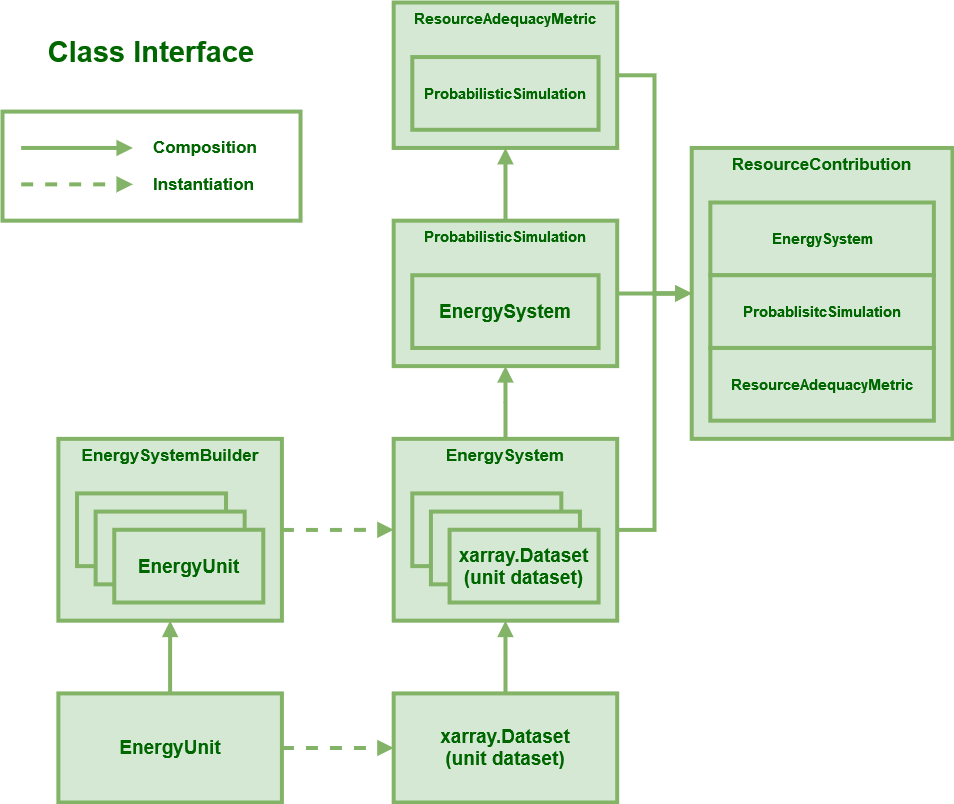 Class Interface
Composition
Instantiation
ResourceAdequacyMetric
ProbabilisticSimulation
ResourceContribution
EnergySystem
ProbablisitcSimulation
ResourceAdequacyMetric
ProbabilisticSimulation
EnergySystem
EnergySystemBuilder
EnergyUnit
EnergySystem
xarray.Dataset
(unit dataset)
EnergyUnit
xarray.Dataset
(unit dataset)